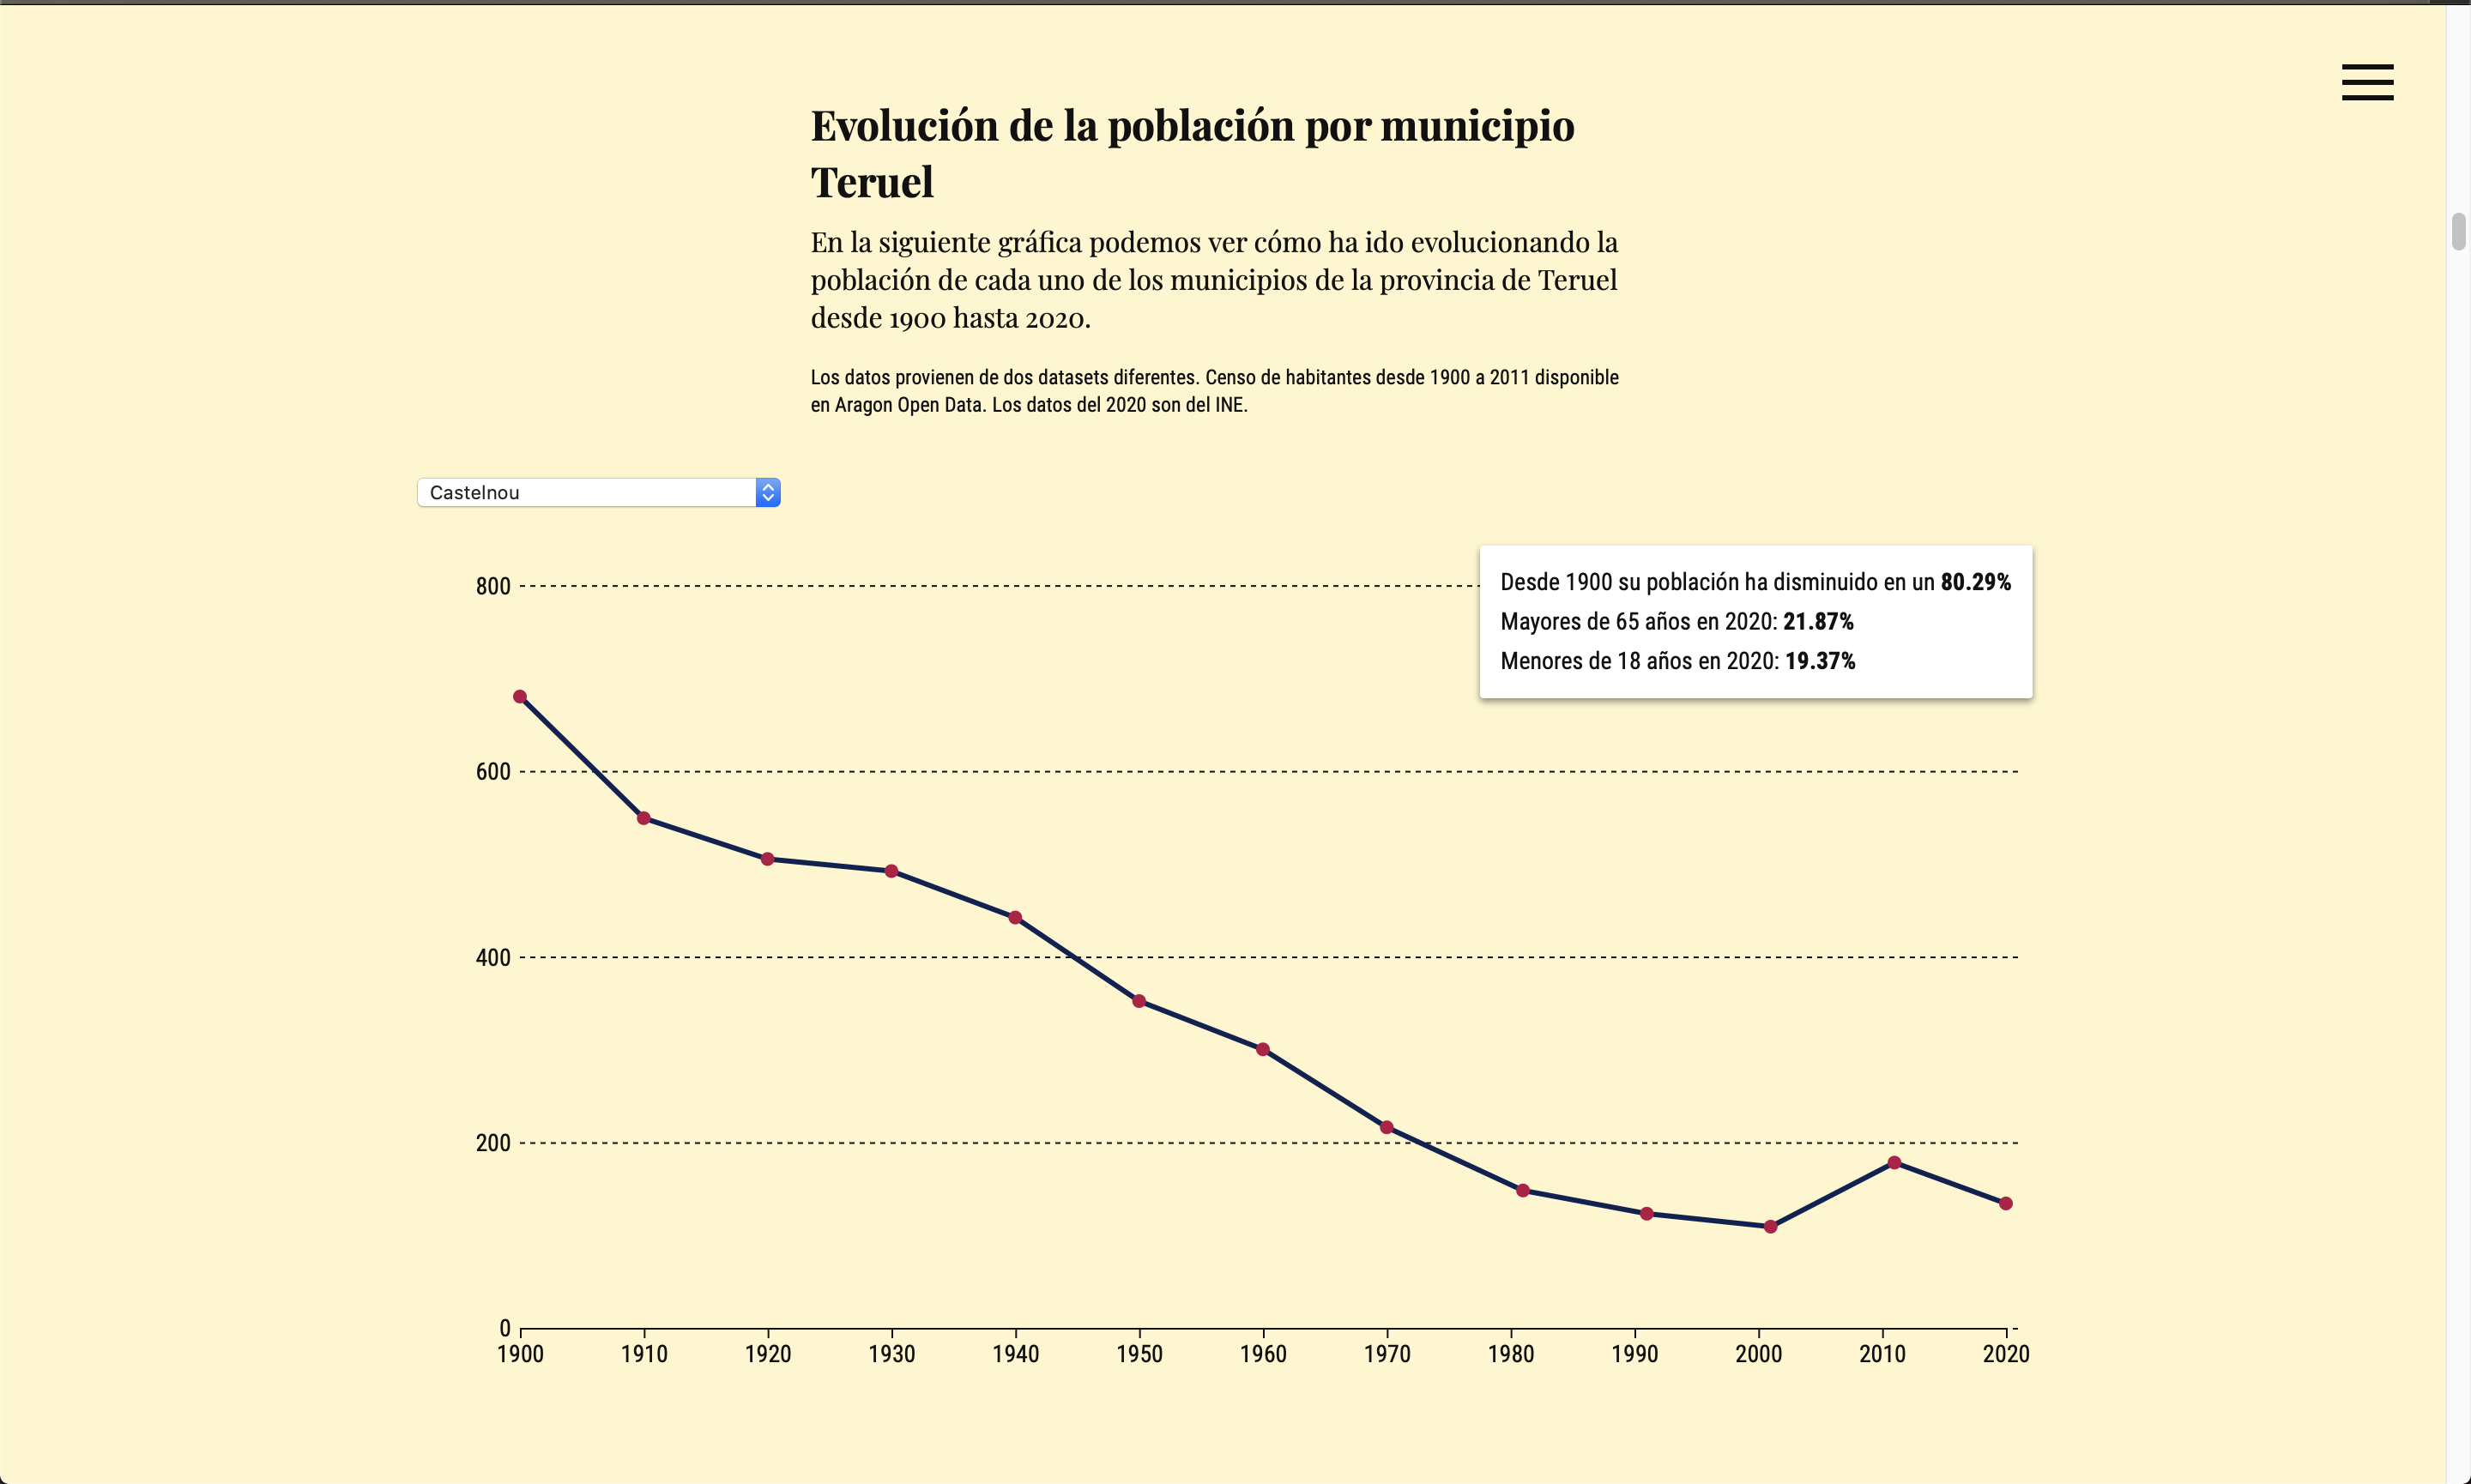 Evolución de la población por municipio
Teruel
En la siguiente gráfica podemos ver cómo ha ido evolucionando la
población de cada uno de los municipios de la provincia de Teruel
desde 1900 hasta 2020.
Los datos provienen de dos datasets diferentes. Censo de habitantes desde 1900 a 2011 disponible
en Aragon Open Data. Los datos del 2020 son del INE.
Castelnou
Desde 1900 su población ha disminuido en un 80.29%
Mayores de 65 años en 2020: 21.87%
Menores de 18 años en 2020: 19.37%
800
600
400
200
0
1900 1910 1920 1930 1940 1950 1960 1970 1980 1990 2000 2010 2020